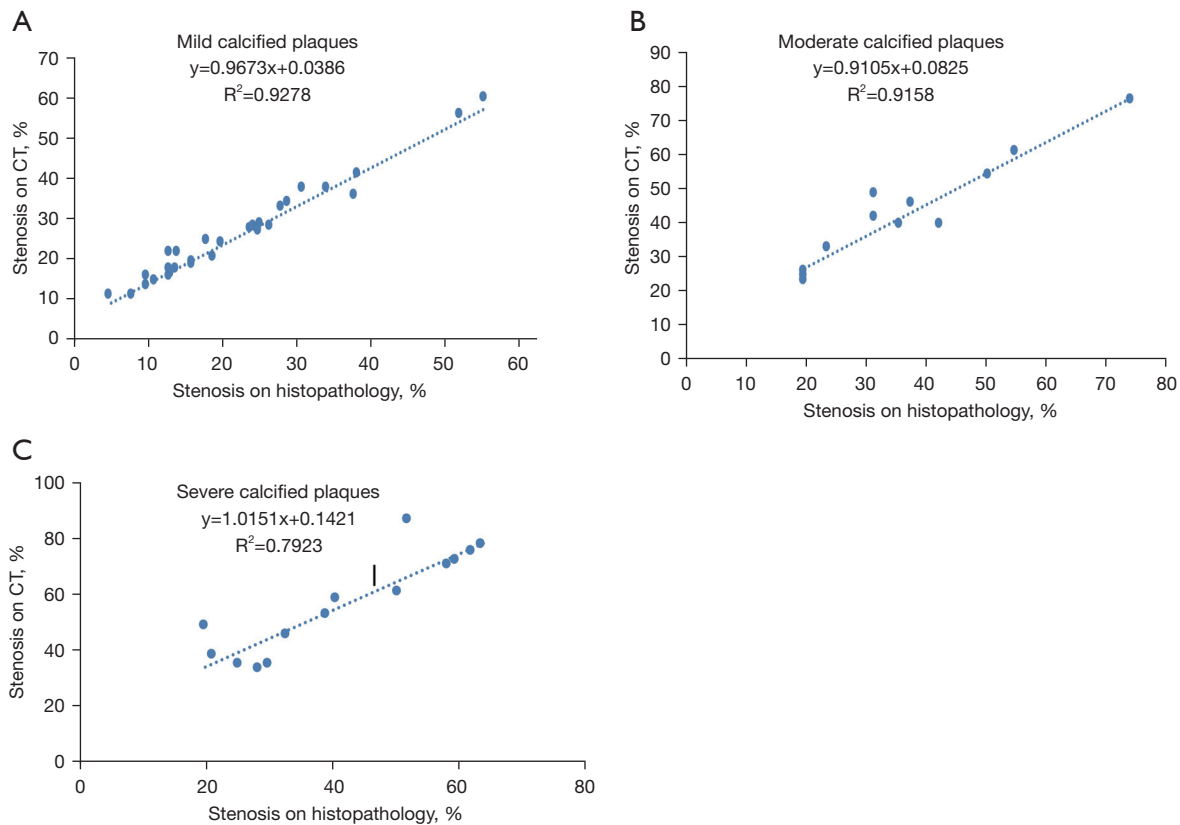 A
Mild calcified plaques
y=0.9673x+0.0386
R²=0.9278
70
60
50
40
30
20
10
0
Stenosis on CT, %
0 10 20 30 40 50 60
Stenosis on histopathology, %
B
Moderate calcified plaques
y=0.9105x+0.0825
R²=0.9158
90
80
70
60
50
40
30
20
10
0
Stenosis on CT, %
0 10 20 30 40 50 60 70 80
Stenosis on histopathology, %
C
Severe calcified plaques
y=1.0151x+0.1421
R²=0.7923
100
80
60
40
20
0
Stenosis on CT, %
0 20 40 60 80
Stenosis on histopathology, %